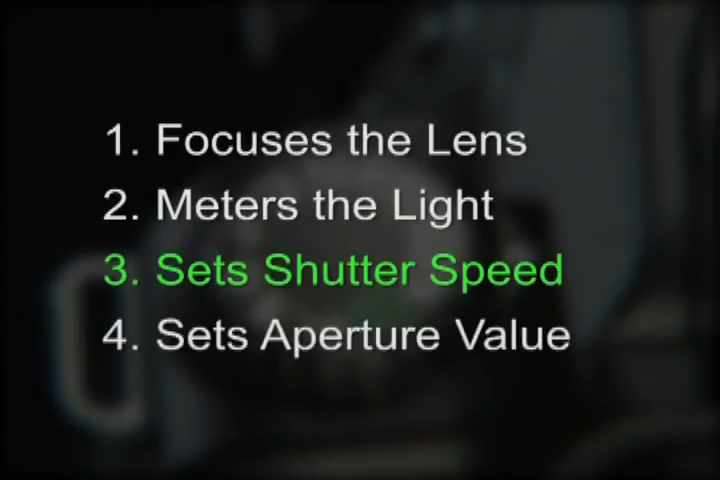 1. Focuses the Lens
2. Meters the Light
3. Sets Shutter Speed
4. Sets Aperture Value